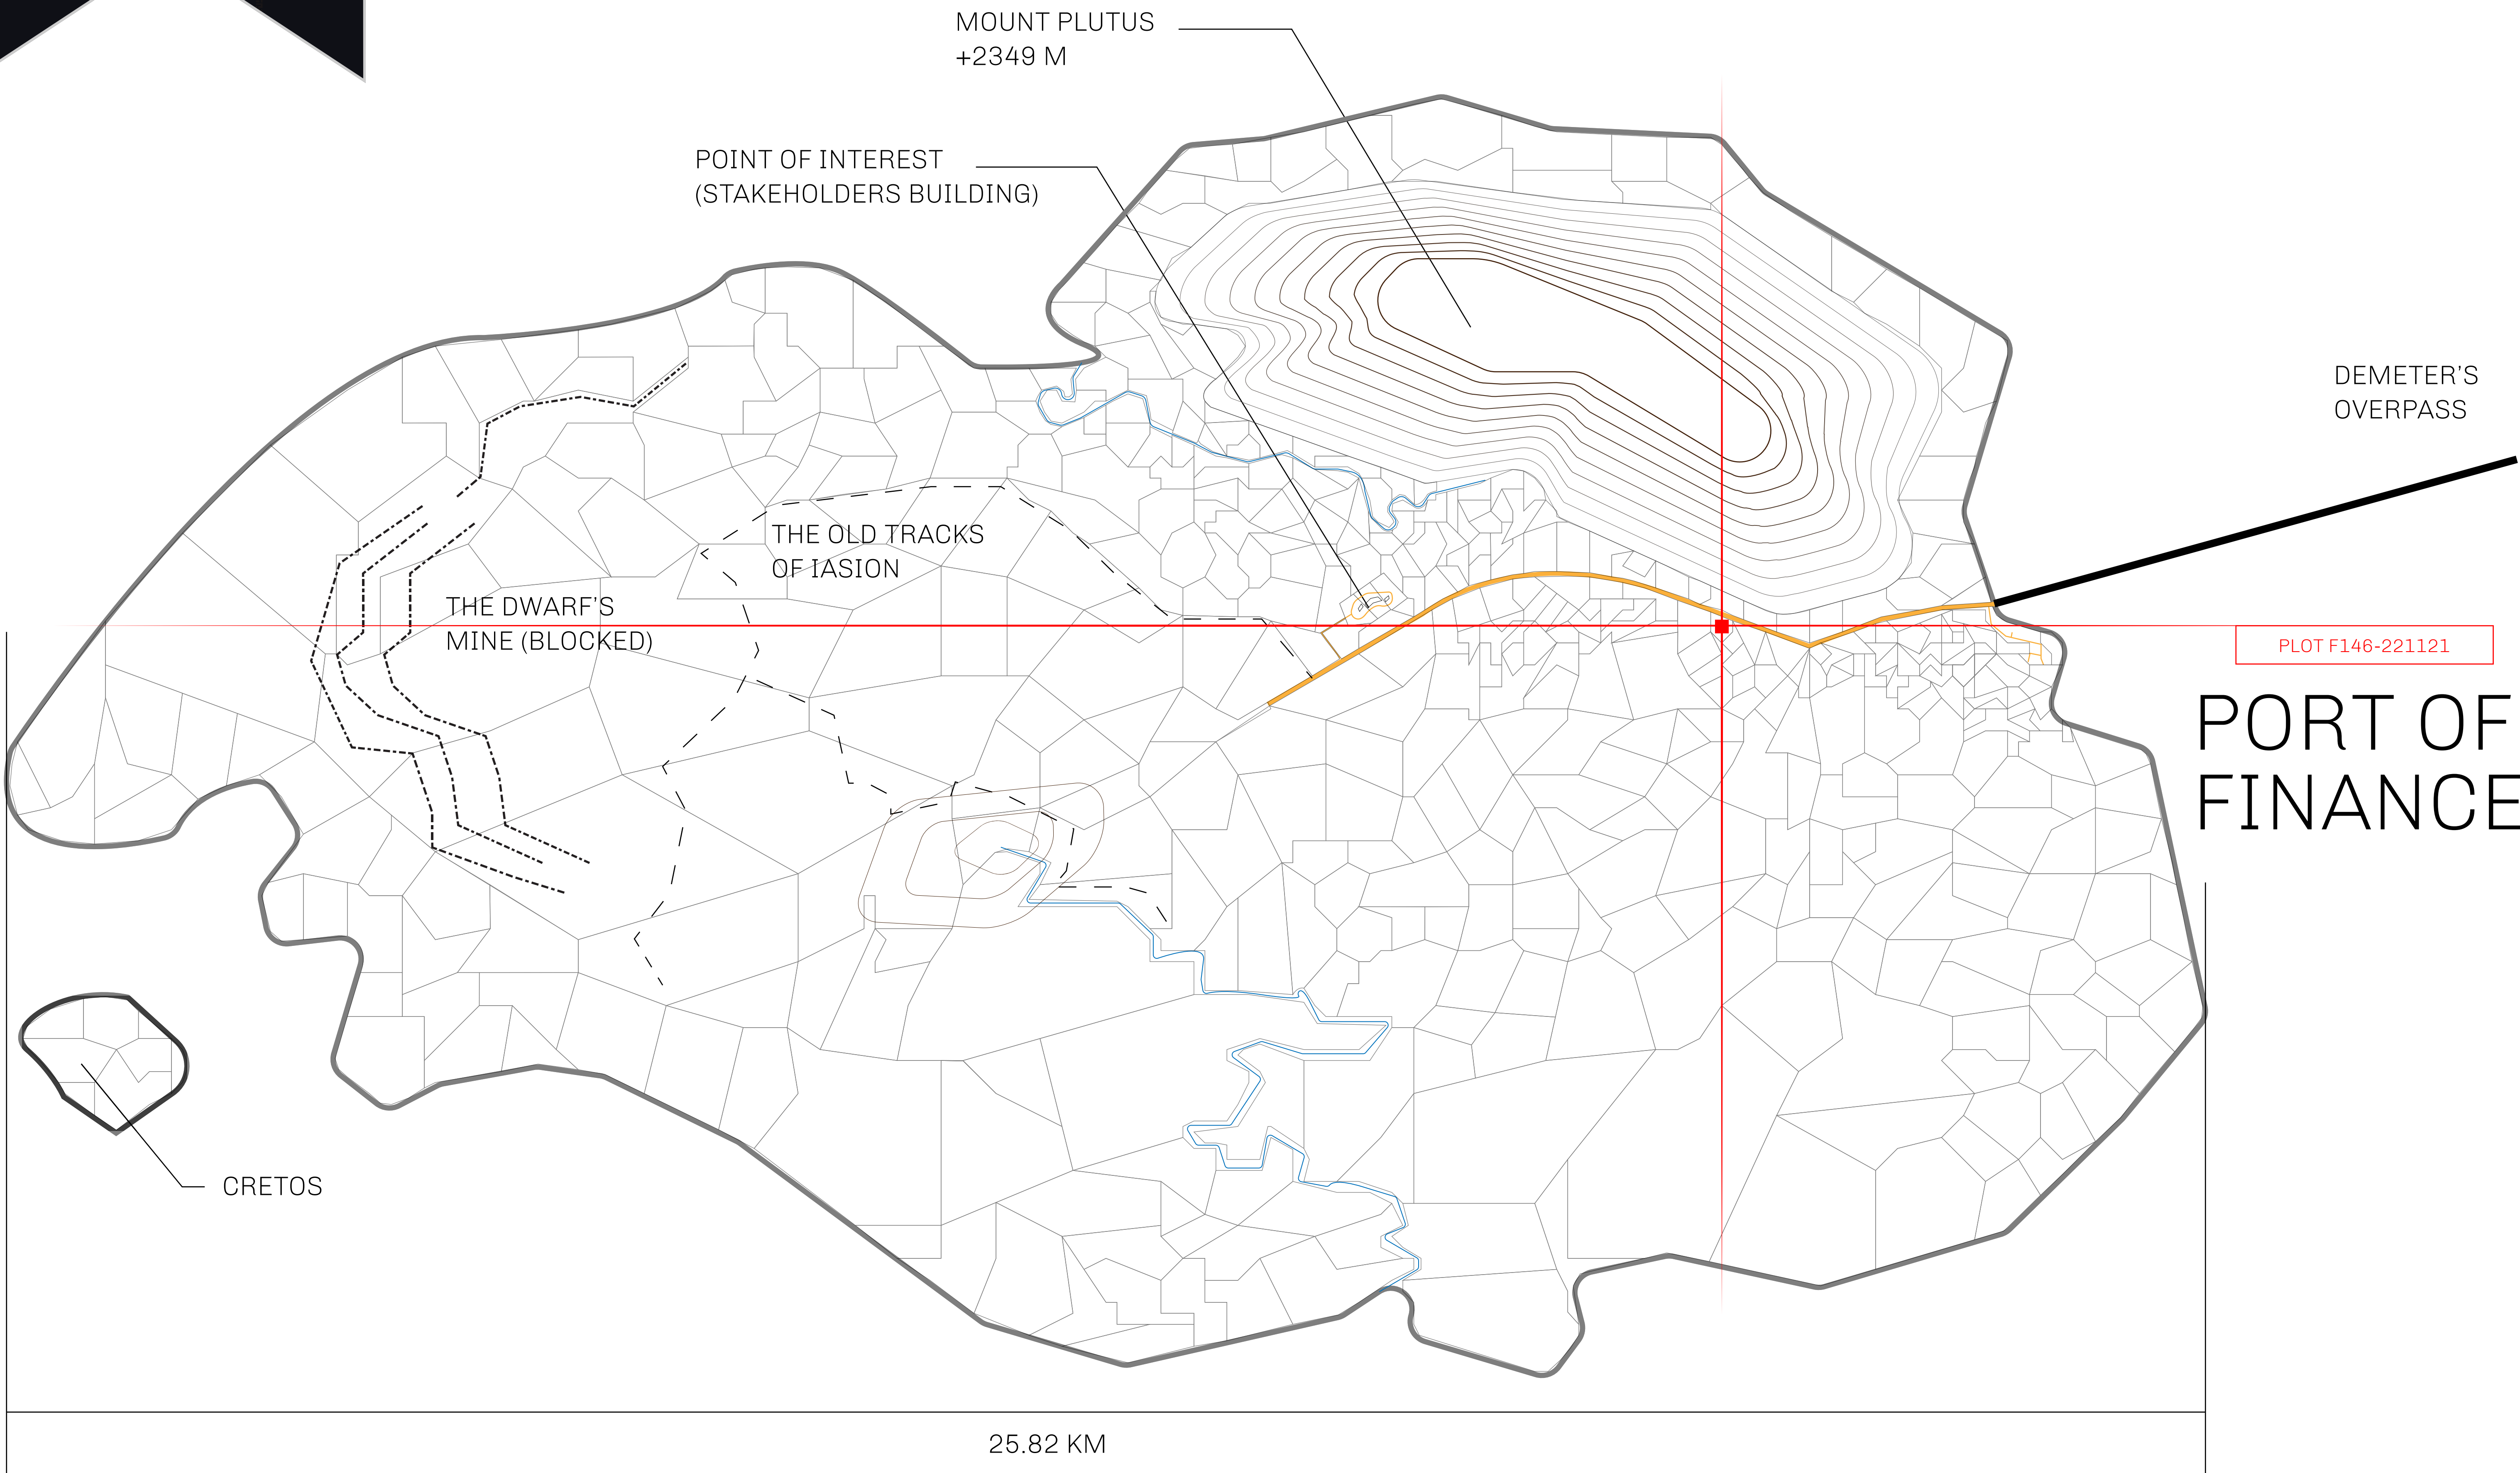 MOUNT PLUTUS
+2349 M
POINT OF INTEREST
(STAKEHOLDERS BUILDING)
DEMETER'S
OVERPASS
THE OLD TRACKS
OF IASION
THE DWARF'S
MINE (BLOCKED)
PLOT F146-221121
PORT OF
FINANCE
CRETOS
25.82 KM